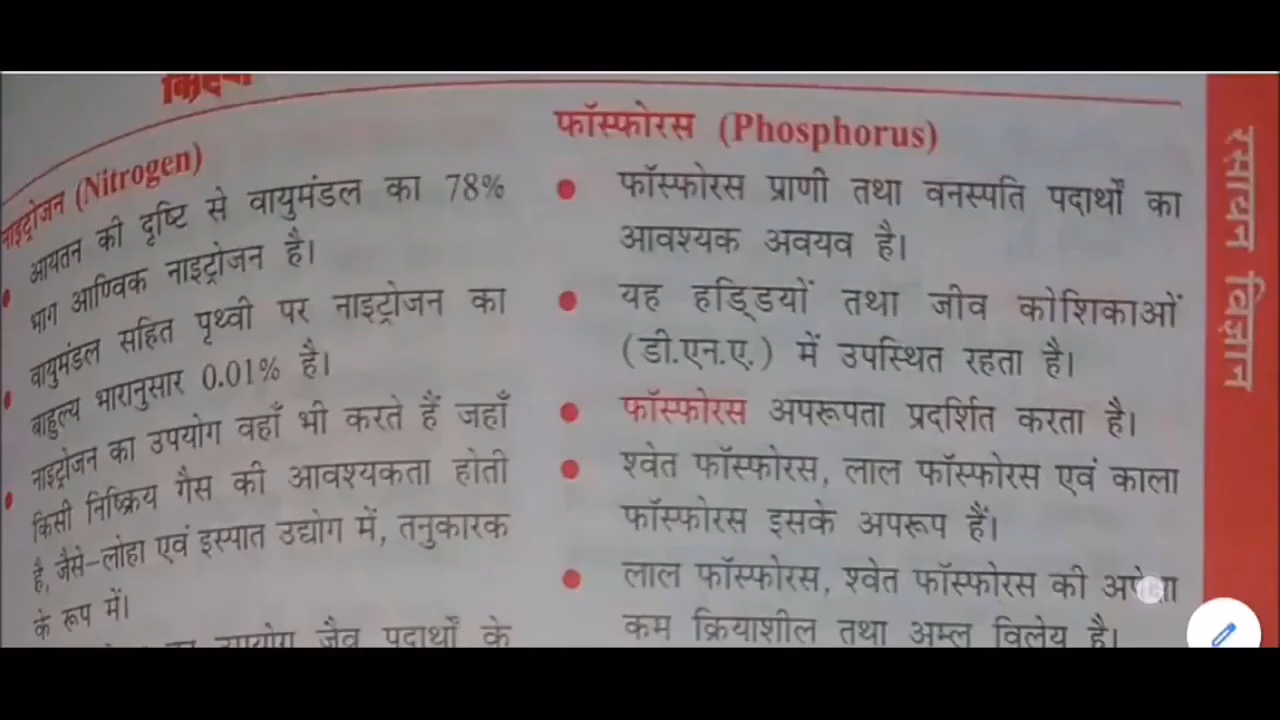 नाइट्रोजन (Nitrogen)
आयतन की दृष्टि से वायुमंडल का 78%
भाग आण्विक नाइट्रोजन है।
वायुमंडल सहित पृथ्वी पर नाइट्रोजन का
बाहुल्य भारानुसार 0.01% है।
नाइट्रोजन का उपयोग वहाँ भी करते हैं जहाँ
किसी निष्क्रिय गैस की आवश्यकता होती
है, जैसे-लोहा एवं इस्पात उद्योग में, तनुकारक
के रूप में।
उपयोग जैव पदार्थों के
फॉस्फोरस (Phosphorus)
फॉस्फोरस प्राणी तथा वनस्पति पदार्थों का
आवश्यक अवयव है।
यह हड्डियों तथा जीव कोशिकाओं
(डी.एन.ए.) में उपस्थित रहता है।
फॉस्फोरस अपरूपता प्रदर्शित करता है।
श्वेत फॉस्फोरस, लाल फॉस्फोरस एवं काला
फॉस्फोरस इसके अपरूप हैं।
लाल फॉस्फोरस, श्वेत फॉस्फोरस की
कम क्रियाशील तथा अम्ल विलेय है।
रसायन विज्ञान